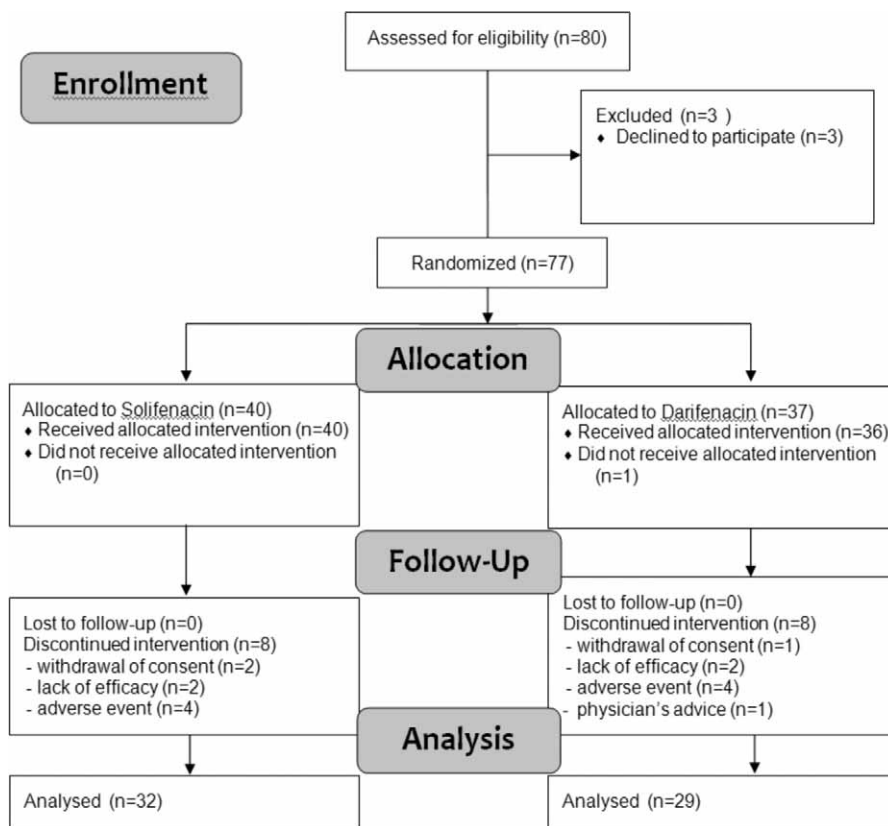 Assessed for eligibility (n=80)
Enrollment
Excluded (n=3 )
♦ Declined to participate (n=3)
Randomized (n=77)
Allocation
Allocated to Solifenacin (n=40)
♦ Received allocated intervention (n=40)
♦ Did not receive allocated intervention
(n=0)
Allocated to Darifenacin (n=37)
♦ Received allocated intervention (n=36)
♦ Did not receive allocated intervention
(n=1)
Follow-Up
Lost to follow-up (n=0)
Discontinued intervention (n=8)
- withdrawal of consent (n=2)
- lack of efficacy (n=2)
- adverse event (n=4)
Lost to follow-up (n=0)
Discontinued intervention (n=8)
- withdrawal of consent (n=1)
- lack of efficacy (n=2)
- adverse event (n=4)
- physician's advice (n=1)
Analysis
Analysed (n=32)
Analysed (n=29)